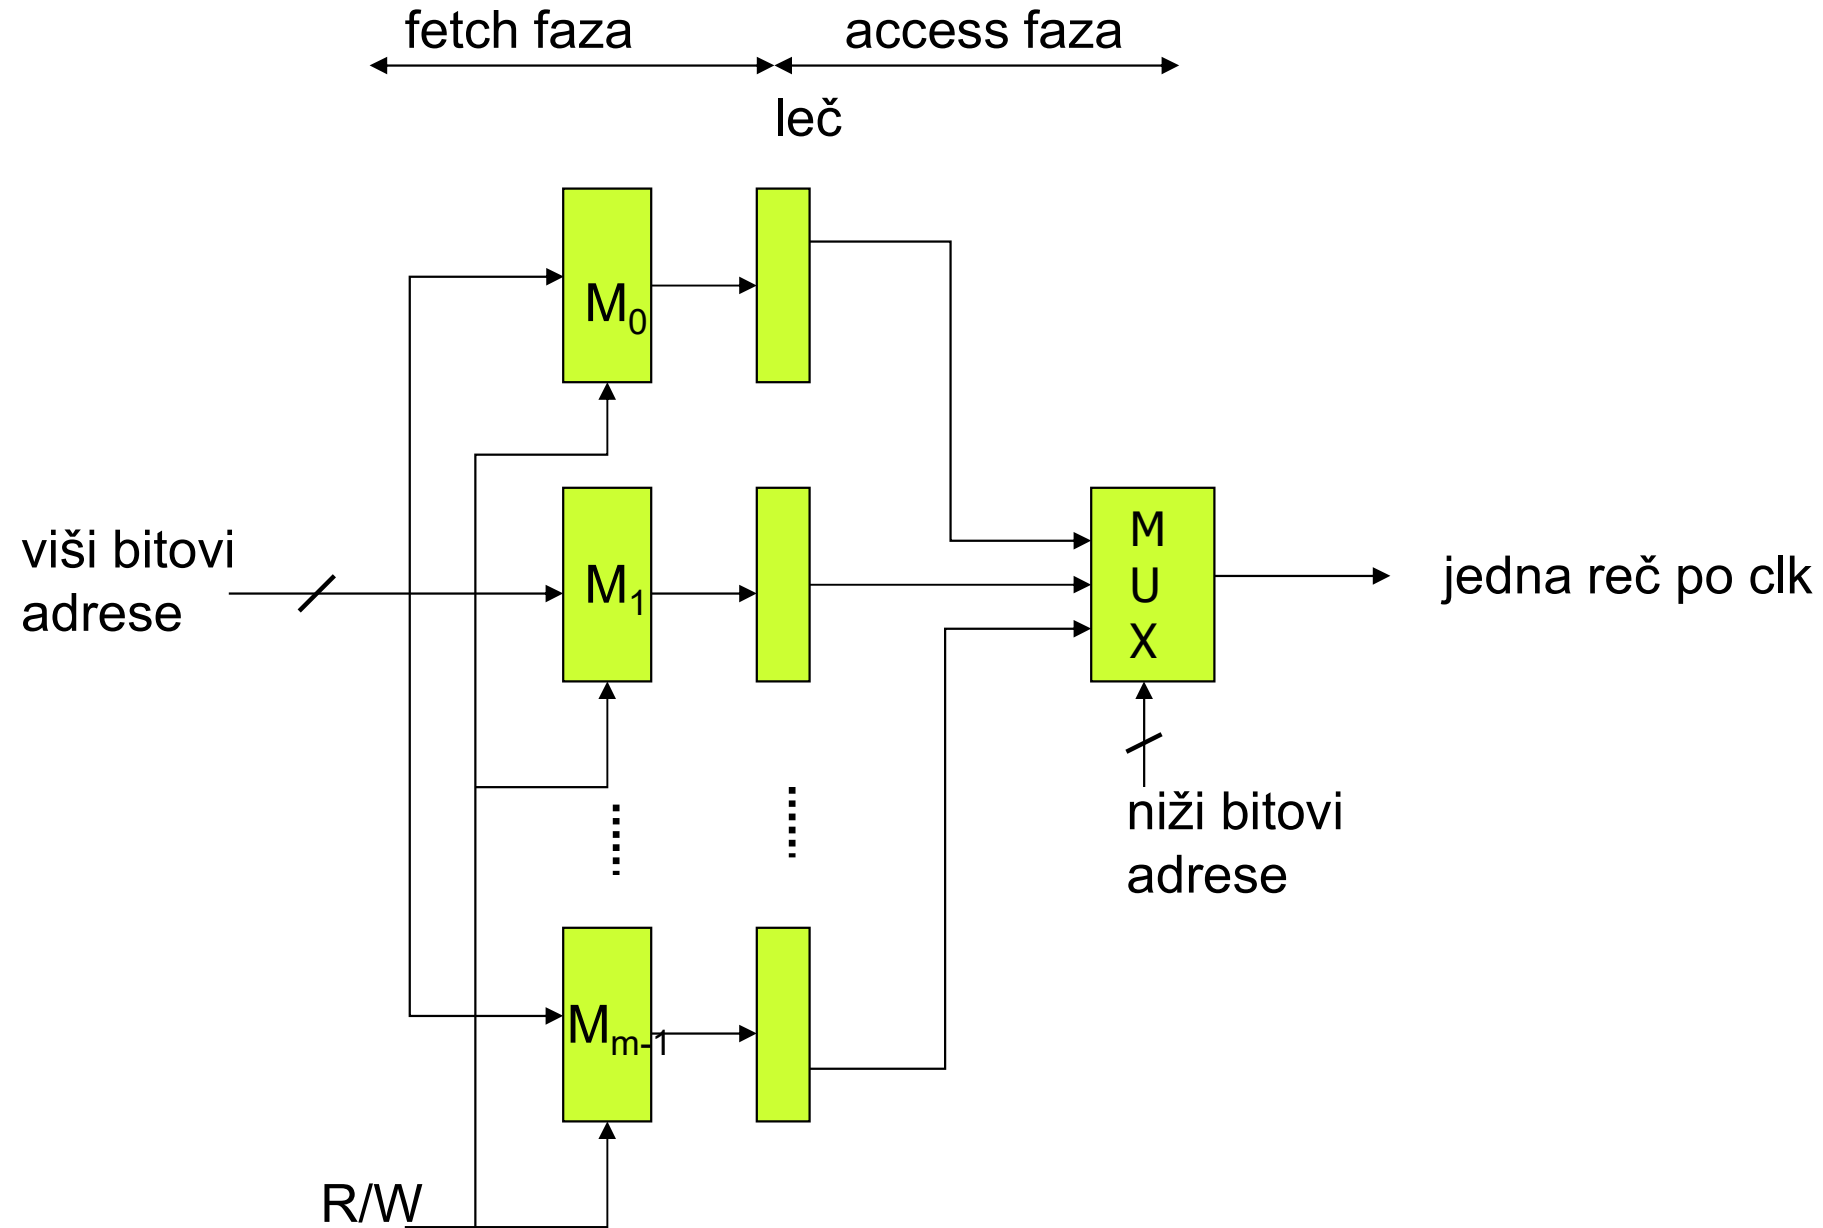 fetch faza
access faza
leč
M₀
viši bitovi
adrese
M₁
M
U
X
jedna reč po clk
niži bitovi
adrese
Mₘ₋₁
R/W